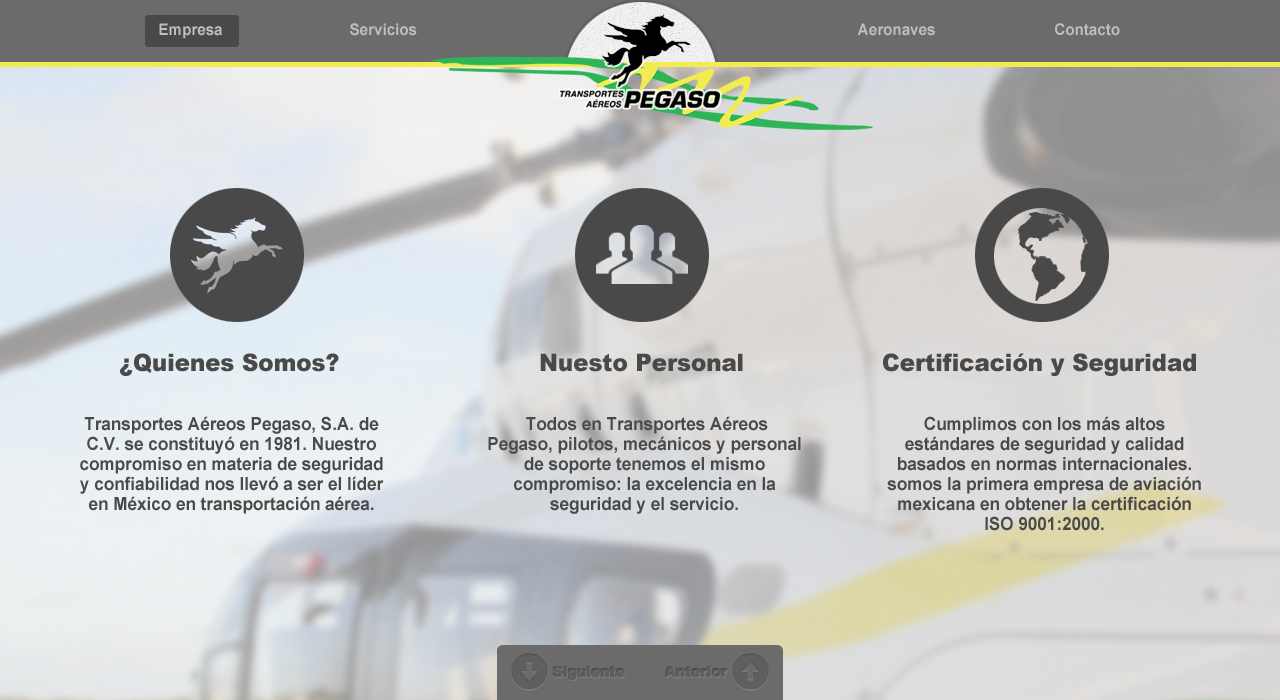 Empresa
Servicios
Aeronaves
Contacto
TRANSPORTES
AÉREOS PEGASO
¿Quienes Somos?
Transportes Aéreos Pegaso, S.A. de
C.V. se constituyó en 1981. Nuestro
compromiso en materia de seguridad
y confiabilidad nos llevó a ser el líder
en México en transportación aérea.
Nuesto Personal
Todos en Transportes Aéreos
Pegaso, pilotos, mecánicos y personal
de soporte tenemos el mismo
compromiso: la excelencia en la
seguridad y el servicio.
Certificación y Seguridad
Cumplimos con los más altos
estándares de seguridad y calidad
basados en normas internacionales.
somos la primera empresa de aviación
mexicana en obtener la certificación
ISO 9001:2000.
Siguiente
Anterior